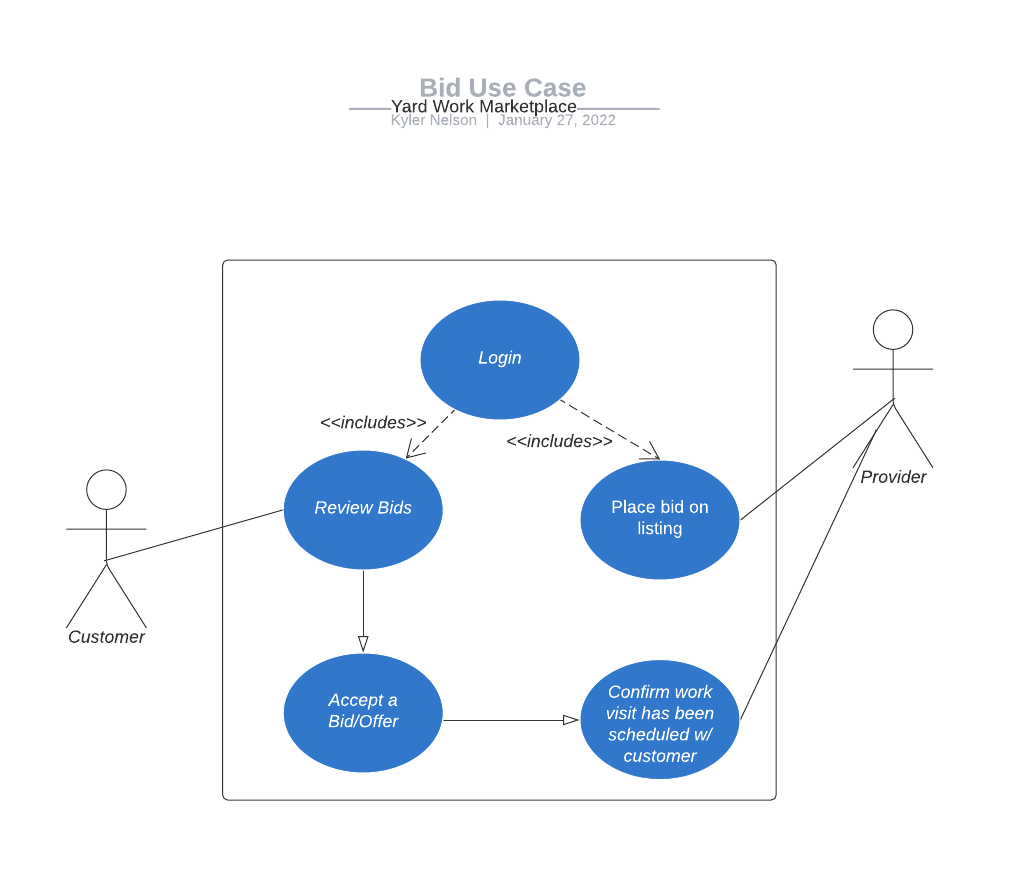 Bid Use Case
Yard Work Marketplace
Kyler Nelson | January 27, 2022
Login
<<includes>>
<<includes>>
Review Bids
Place bid on
listing
Provider
Customer
Accept a
Bid/Offer
Confirm work
visit has been
scheduled w/
customer